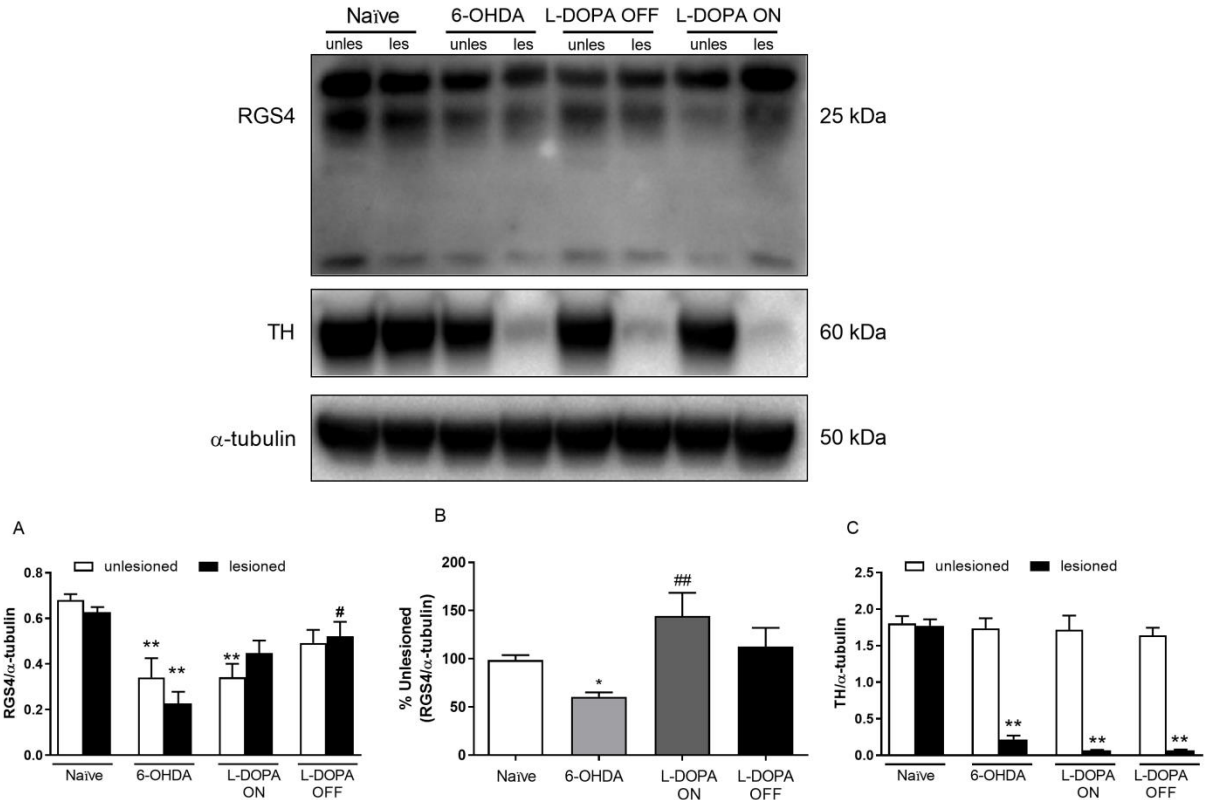 Naïve 6-OHDA L-DOPA OFF L-DOPA ON
unles les unles les unles les unles les
RGS4 25 kDa
TH 60 kDa
α-tubulin 50 kDa
A
unlesioned lesioned
RGS4/α-tubulin
0.8
0.6
0.4
0.2
0.0
** ** ** #
Naïve 6-OHDA L-DOPA ON L-DOPA OFF
B
% Unlesioned
(RGS4/α-tubulin)
200
150
100
50
0
* ##
Naïve 6-OHDA L-DOPA ON L-DOPA OFF
C
unlesioned lesioned
TH/α-tubulin
2.5
2.0
1.5
1.0
0.5
0.0
** ** **
Naïve 6-OHDA L-DOPA ON L-DOPA OFF